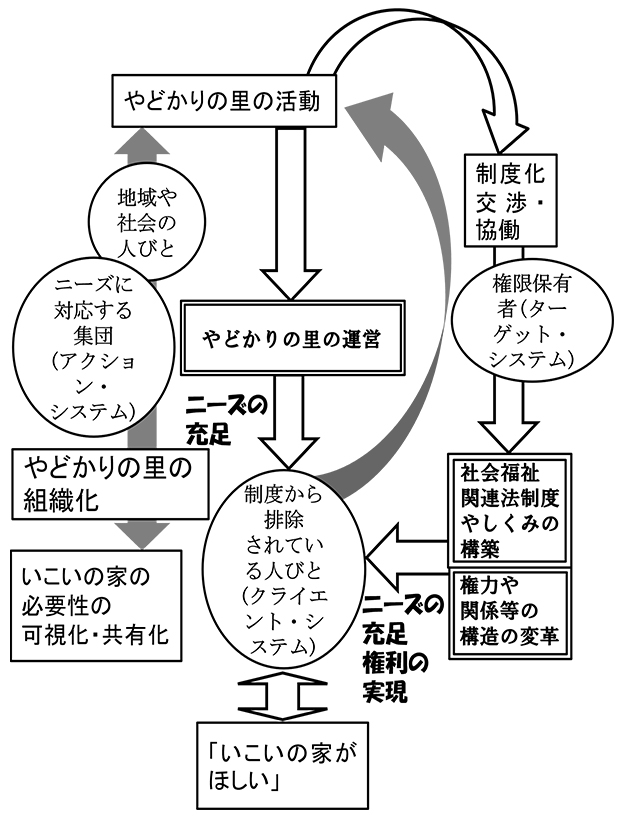 やどかりの里の活動
地域や
社会の
人びと
制度化
交渉・
協働
ニーズに
対応する
集団
(アクショ
ン・
システム)
権限保有
者(ター
ゲット・
システム)
やどかりの里の運営
ニーズの
充足
やどかりの里の
組織化
社会福祉
関連法制度
やしくみの
構築
制度から
排除
されてい
る人びと
(クライエ
ント・シ
ステム)
いこいの家の
必要性の
可視化・共有化
権力や
関係等の
構造の変革
ニーズの
充足
権利の
実現
「いこいの家が
ほしい」